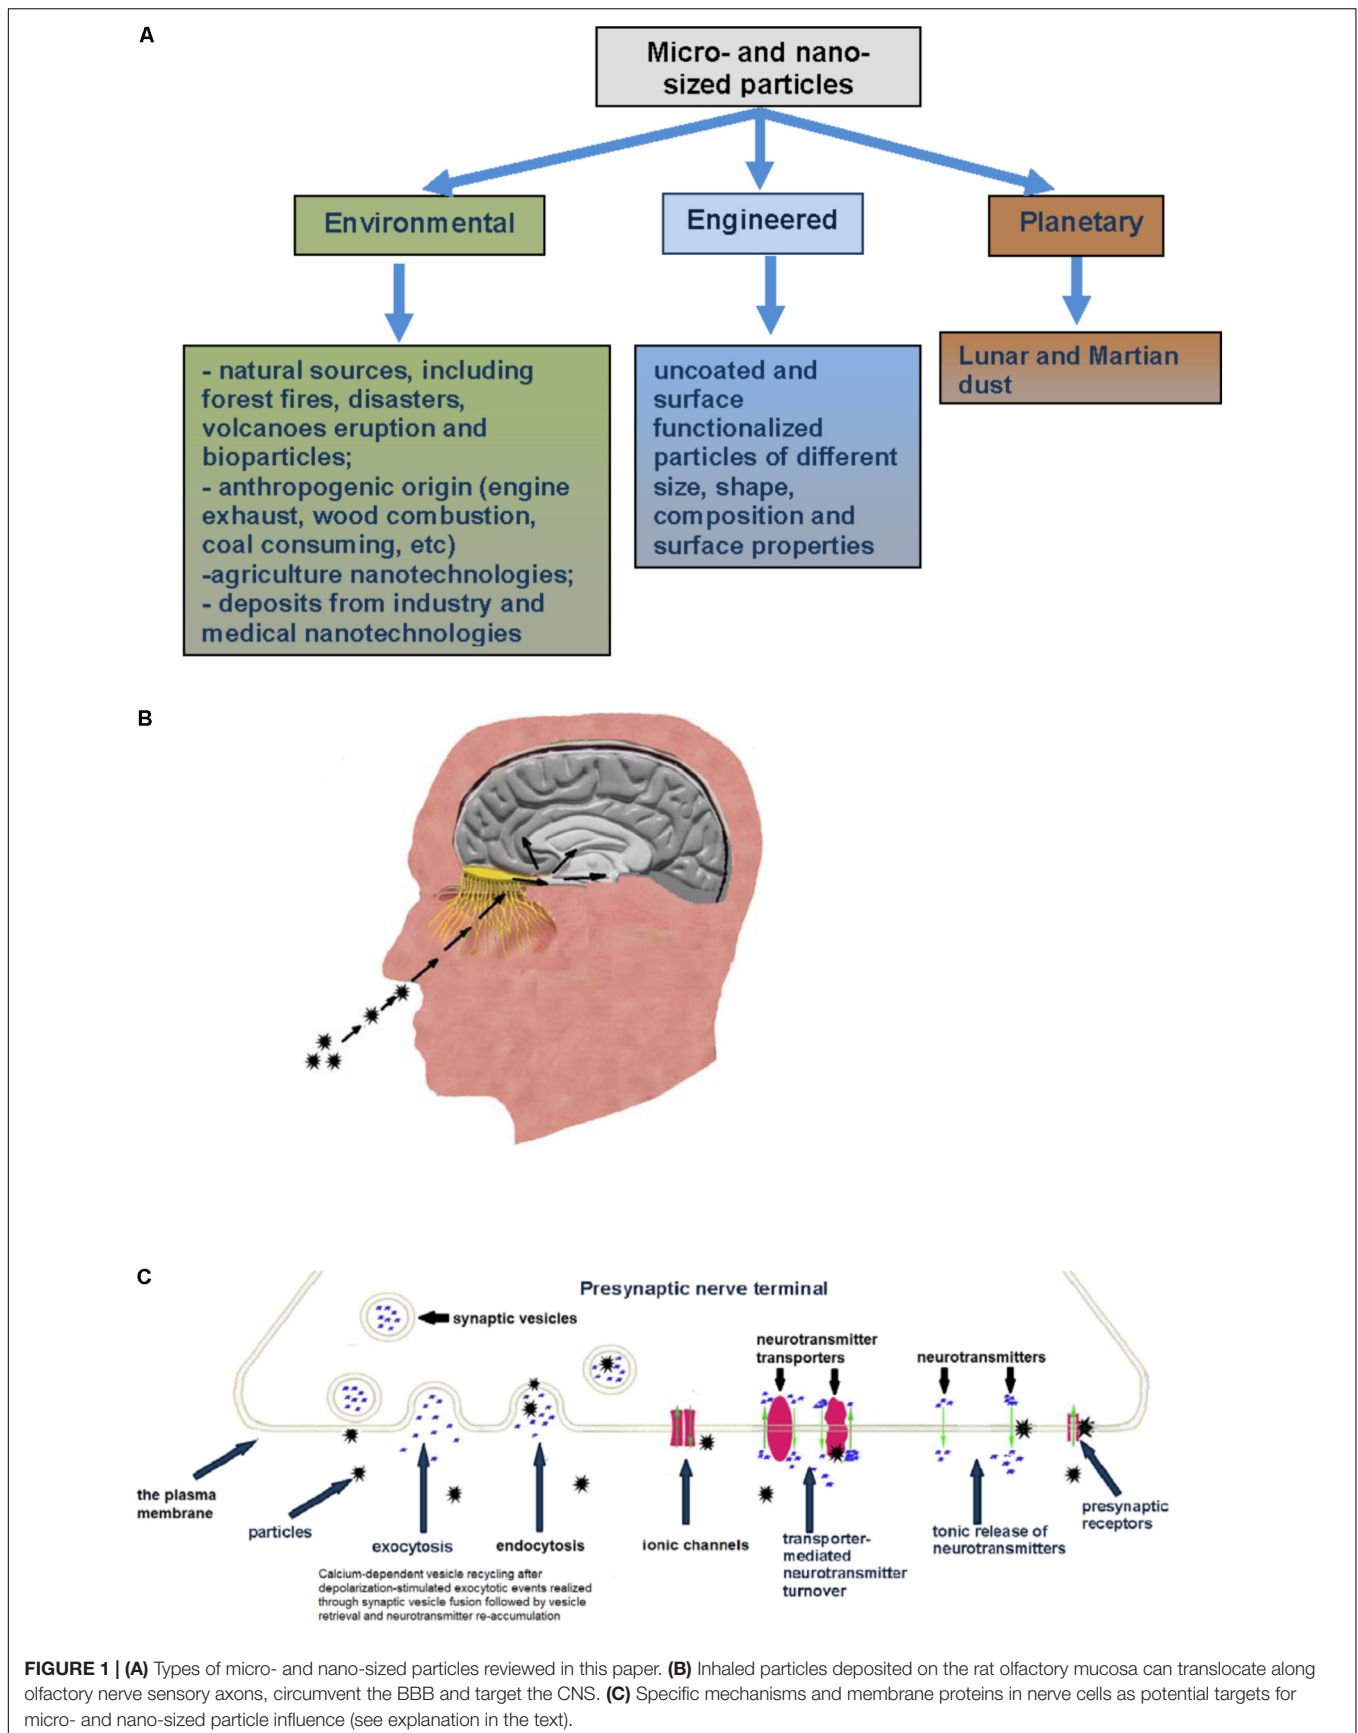 A
Micro- and nano-
sized particles
Environmental
Engineered
Planetary
- natural sources, including
forest fires, disasters,
volcanoes eruption and
bioparticles;
- anthropogenic origin (engine
exhaust, wood combustion,
coal consuming, etc)
-agriculture nanotechnologies;
- deposits from industry and
medical nanotechnologies
uncoated and
surface
functionalized
particles of different
size, shape,
composition and
surface properties
Lunar and Martian
dust
B
C
Presynaptic nerve terminal
synaptic vesicles
neurotransmitter
transporters
neurotransmitters
the plasma
membrane
particles
exocytosis
endocytosis
ionic channels
transporter-
mediated
neurotransmitter
turnover
tonic release of
neurotransmitters
presynaptic
receptors
Calcium-dependent vesicle recycling after
depolarization-stimulated exocytotic events realized
through synaptic vesicle fusion followed by vesicle
retrieval and neurotransmitter re-accumulation
FIGURE 1 | (A) Types of micro- and nano-sized particles reviewed in this paper. (B) Inhaled particles deposited on the rat olfactory mucosa can translocate along
olfactory nerve sensory axons, circumvent the BBB and target the CNS. (C) Specific mechanisms and membrane proteins in nerve cells as potential targets for
micro- and nano-sized particle influence (see explanation in the text).